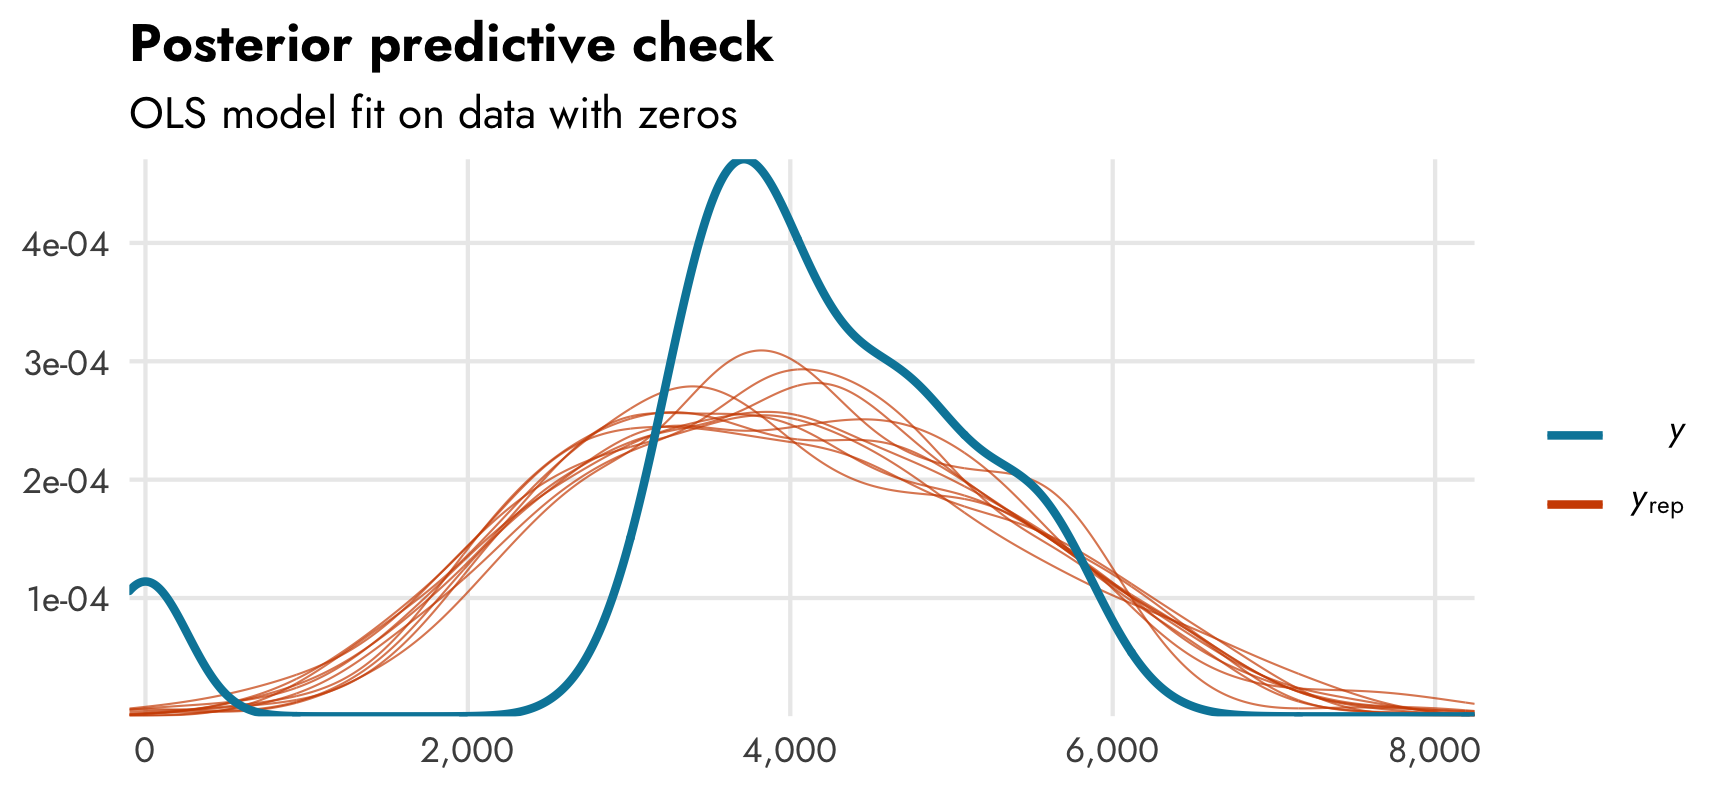 Posterior predictive check
OLS model fit on data with zeros
4e-04
3e-04
2e-04
1e-04
0
2,000
4,000
6,000
8,000
y
yrep